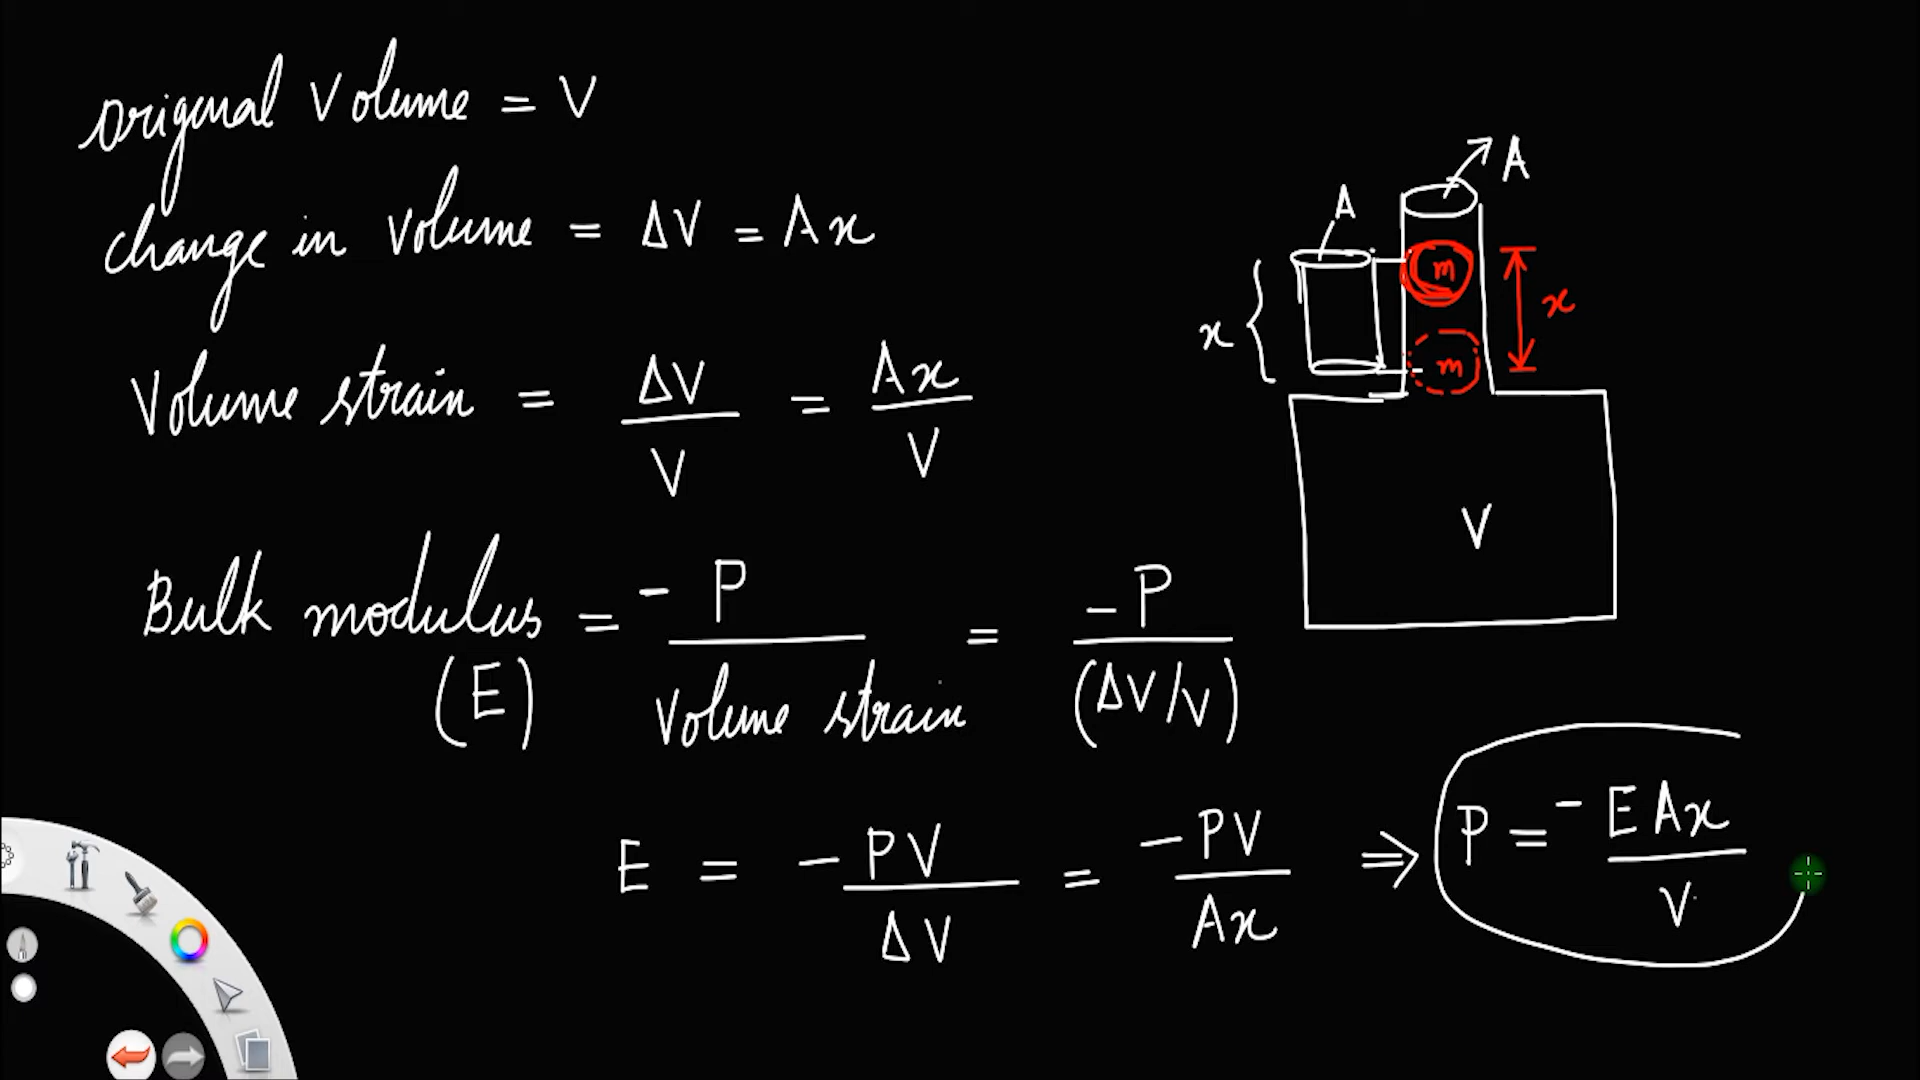 original Volume = V
change in Volume = ΔV = Ax
Volume strain = ΔV/V = Ax/V
Bulk modulus (E) = - P/Volume strain = -P/(ΔV/V)
E = -PV/ΔV = -PV/Ax ⇒ P = -EAx/V
A
A
m
x
x
m
V